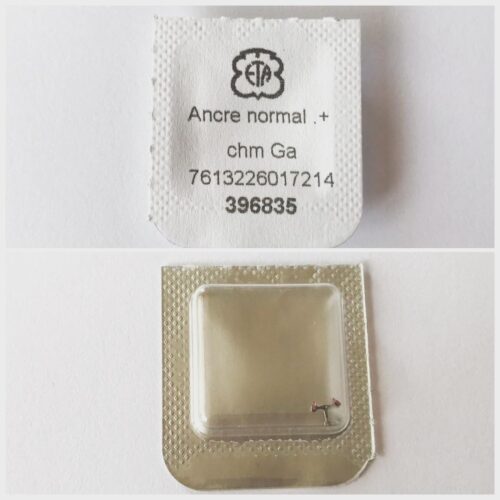 ETA
Ancre normal .+
chm Ga
7613226017214
396835